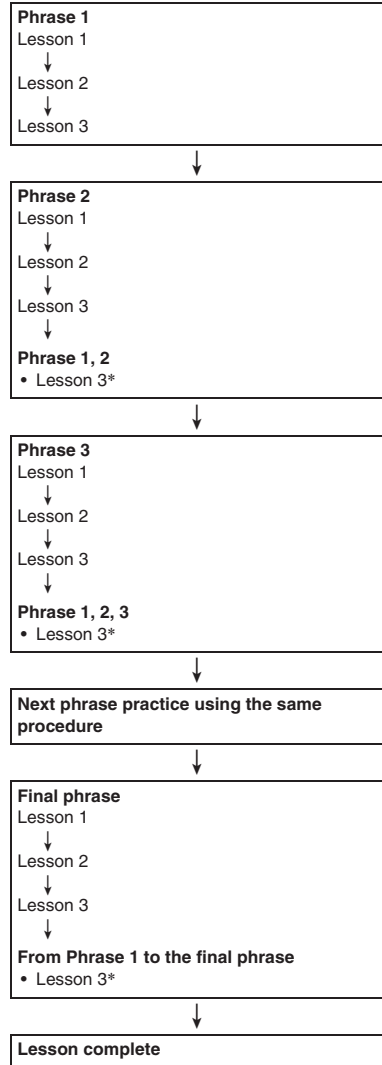 Phrase 1
Lesson 1
Lesson 2
Lesson 3
Phrase 2
Lesson 1
Lesson 2
Lesson 3
Phrase 1, 2
• Lesson 3*
Phrase 3
Lesson 1
Lesson 2
Lesson 3
Phrase 1, 2, 3
• Lesson 3*
Next phrase practice using the same
procedure
Final phrase
Lesson 1
Lesson 2
Lesson 3
From Phrase 1 to the final phrase
• Lesson 3*
Lesson complete